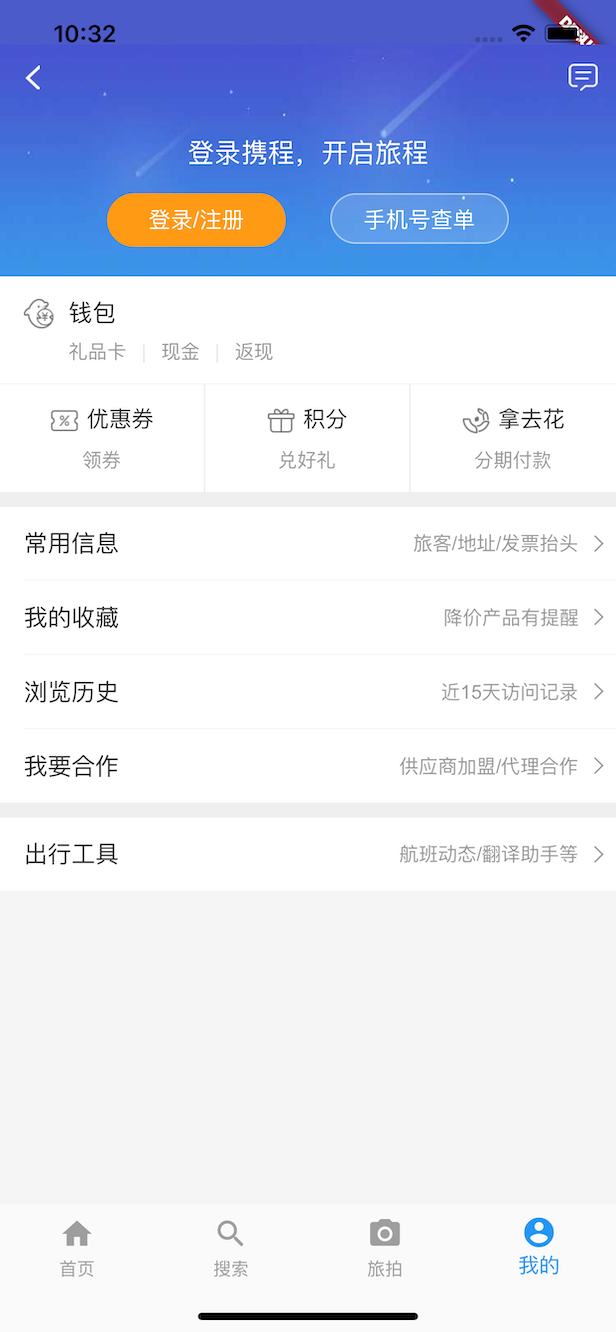 10:32
登录携程，开启旅程
登录/注册 手机号查单
钱包
礼品卡 | 现金 | 返现
优惠券 积分 拿去花
领券 兑好礼 分期付款
常用信息 旅客/地址/发票抬头
我的收藏 降价产品有提醒
浏览历史 近15天访问记录
我要合作 供应商加盟/代理合作
出行工具 航班动态/翻译助手等
首页 搜索 旅拍 我的